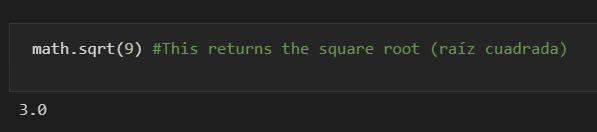 math.sqrt(9) #This returns the square root (raíz cuadrada)
3.0